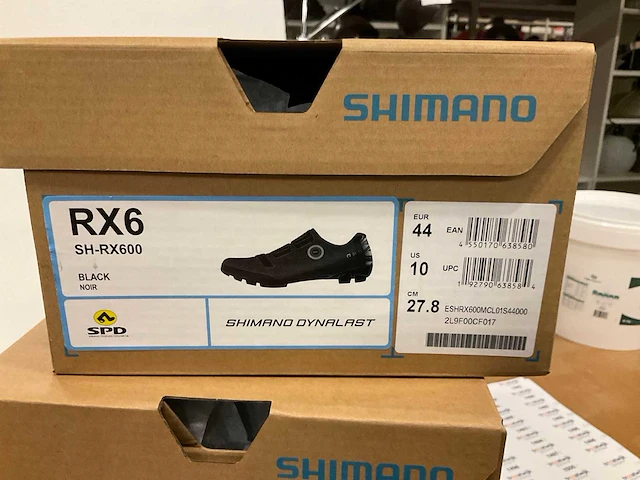 SHIMANO
RX6
SH-RX600
BLACK
NOIR
SPD
SHIMANO DYNALAST
EUR
44
EAN
4 550170 638580
US
10
UPC
1 92790 63858 4
CM
27.8
ESHRX600MCL01S44000
2L9F00CF017
SHIMANO